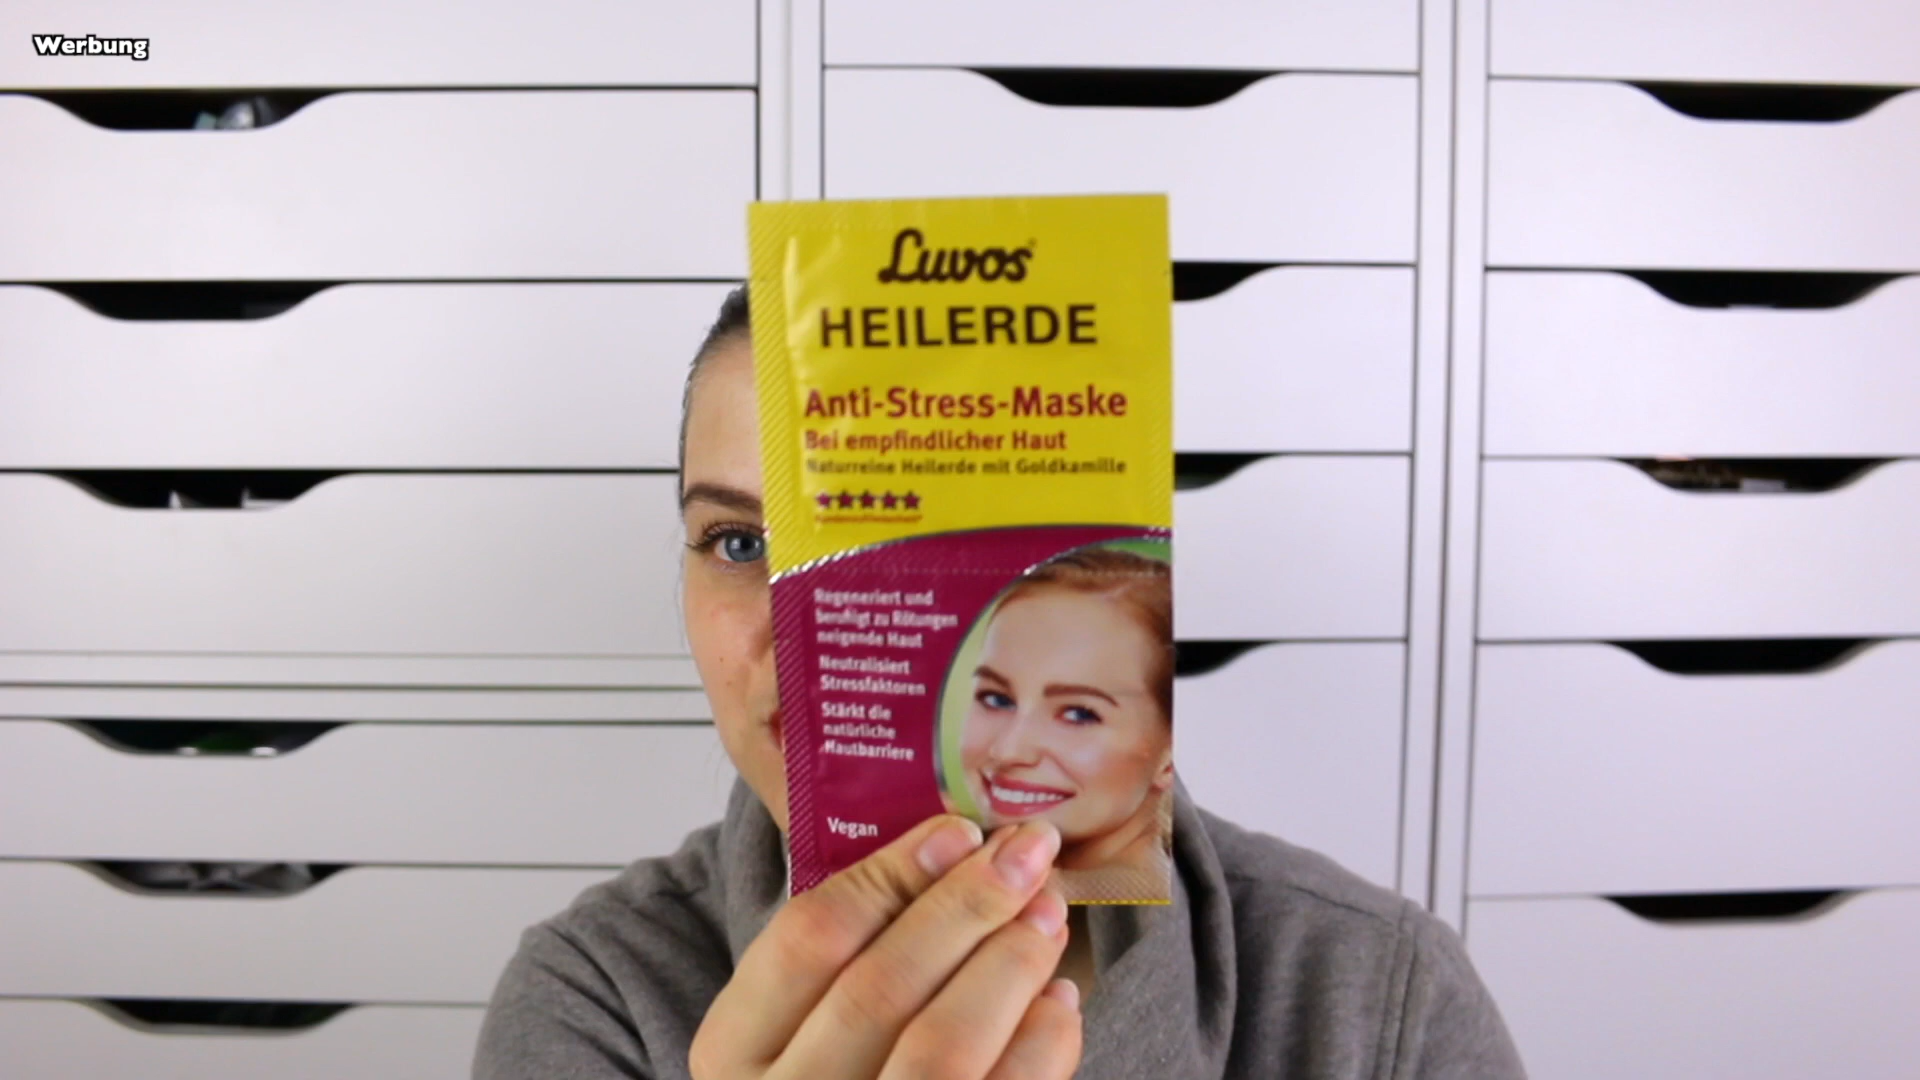 Werbung
Luvos®
HEILERDE
Anti-Stress-Maske
Bei empfindlicher Haut
Naturreine Heilerde mit Goldkamille
Regeneriert und
beruhigt zu Rötungen
neigende Haut
Neutralisiert
Stressfaktoren
Stärkt die
natürliche
Hautbarriere
Vegan